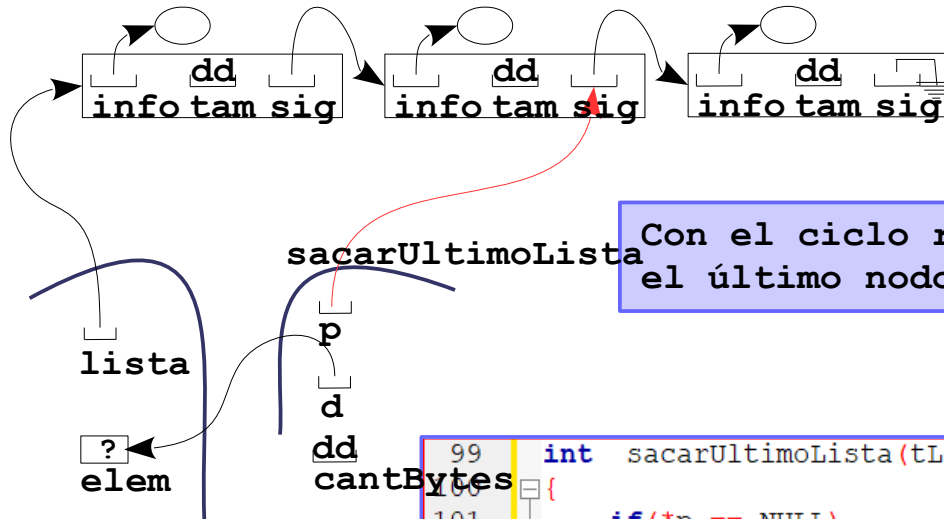 dd dd dd
info tam sig info tam sig info tam sig
sacarUltimoLista
Con el ciclo
el último nodo
p
lista
d
? dd
elem cantBytes
99 int sacarUltimoLista(tL
100 {
101 if(*p == NULL)